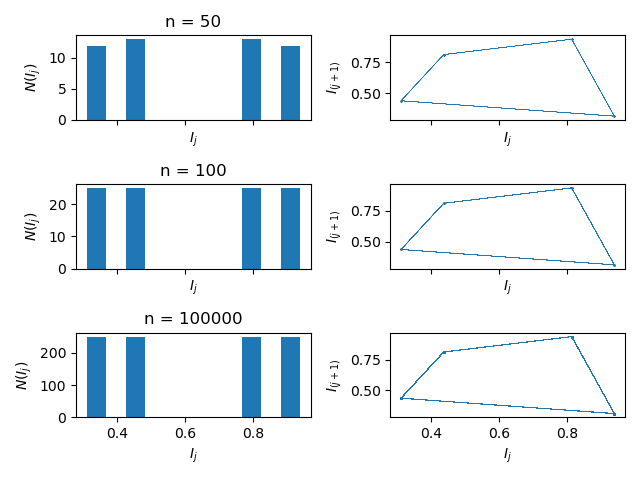 n = 50
10
5
0
N(I_j)
I_j
0.75
0.50
I_(j+1)
I_j
n = 100
20
10
0
N(I_j)
I_j
0.75
0.50
I_(j+1)
I_j
n = 100000
200
100
0
N(I_j)
0.4 0.6 0.8
I_j
0.75
0.50
I_(j+1)
0.4 0.6 0.8
I_j